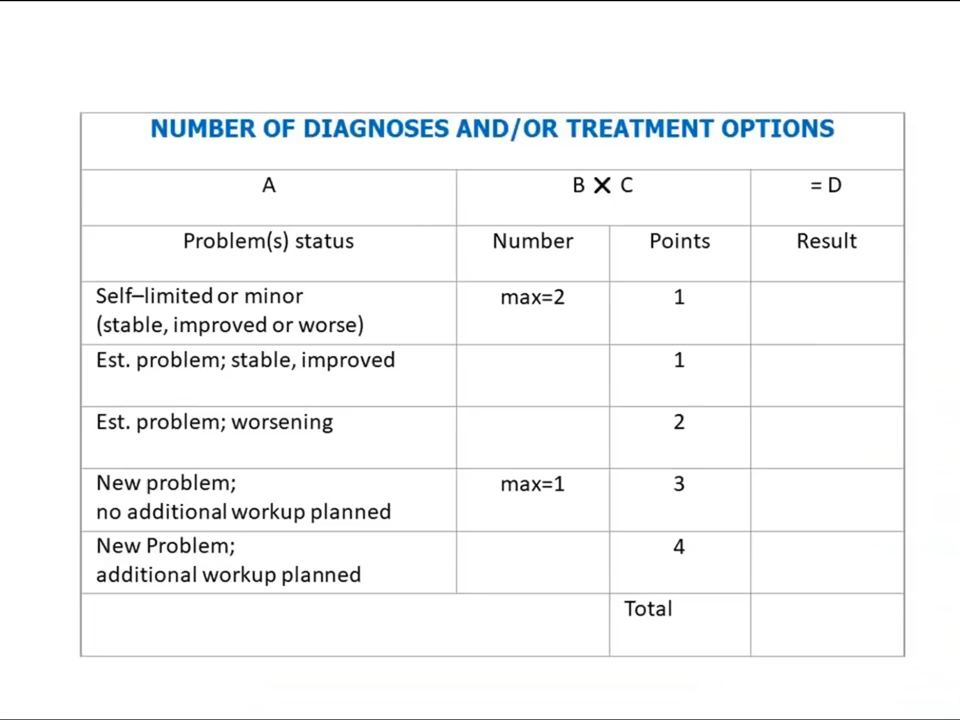 NUMBER OF DIAGNOSES AND/OR TREATMENT OPTIONS
A
B ✕ C
= D
Problem(s) status
Number
Points
Result
Self–limited or minor
(stable, improved or worse)
max=2
1
Est. problem; stable, improved
1
Est. problem; worsening
2
New problem;
no additional workup planned
max=1
3
New Problem;
additional workup planned
4
Total